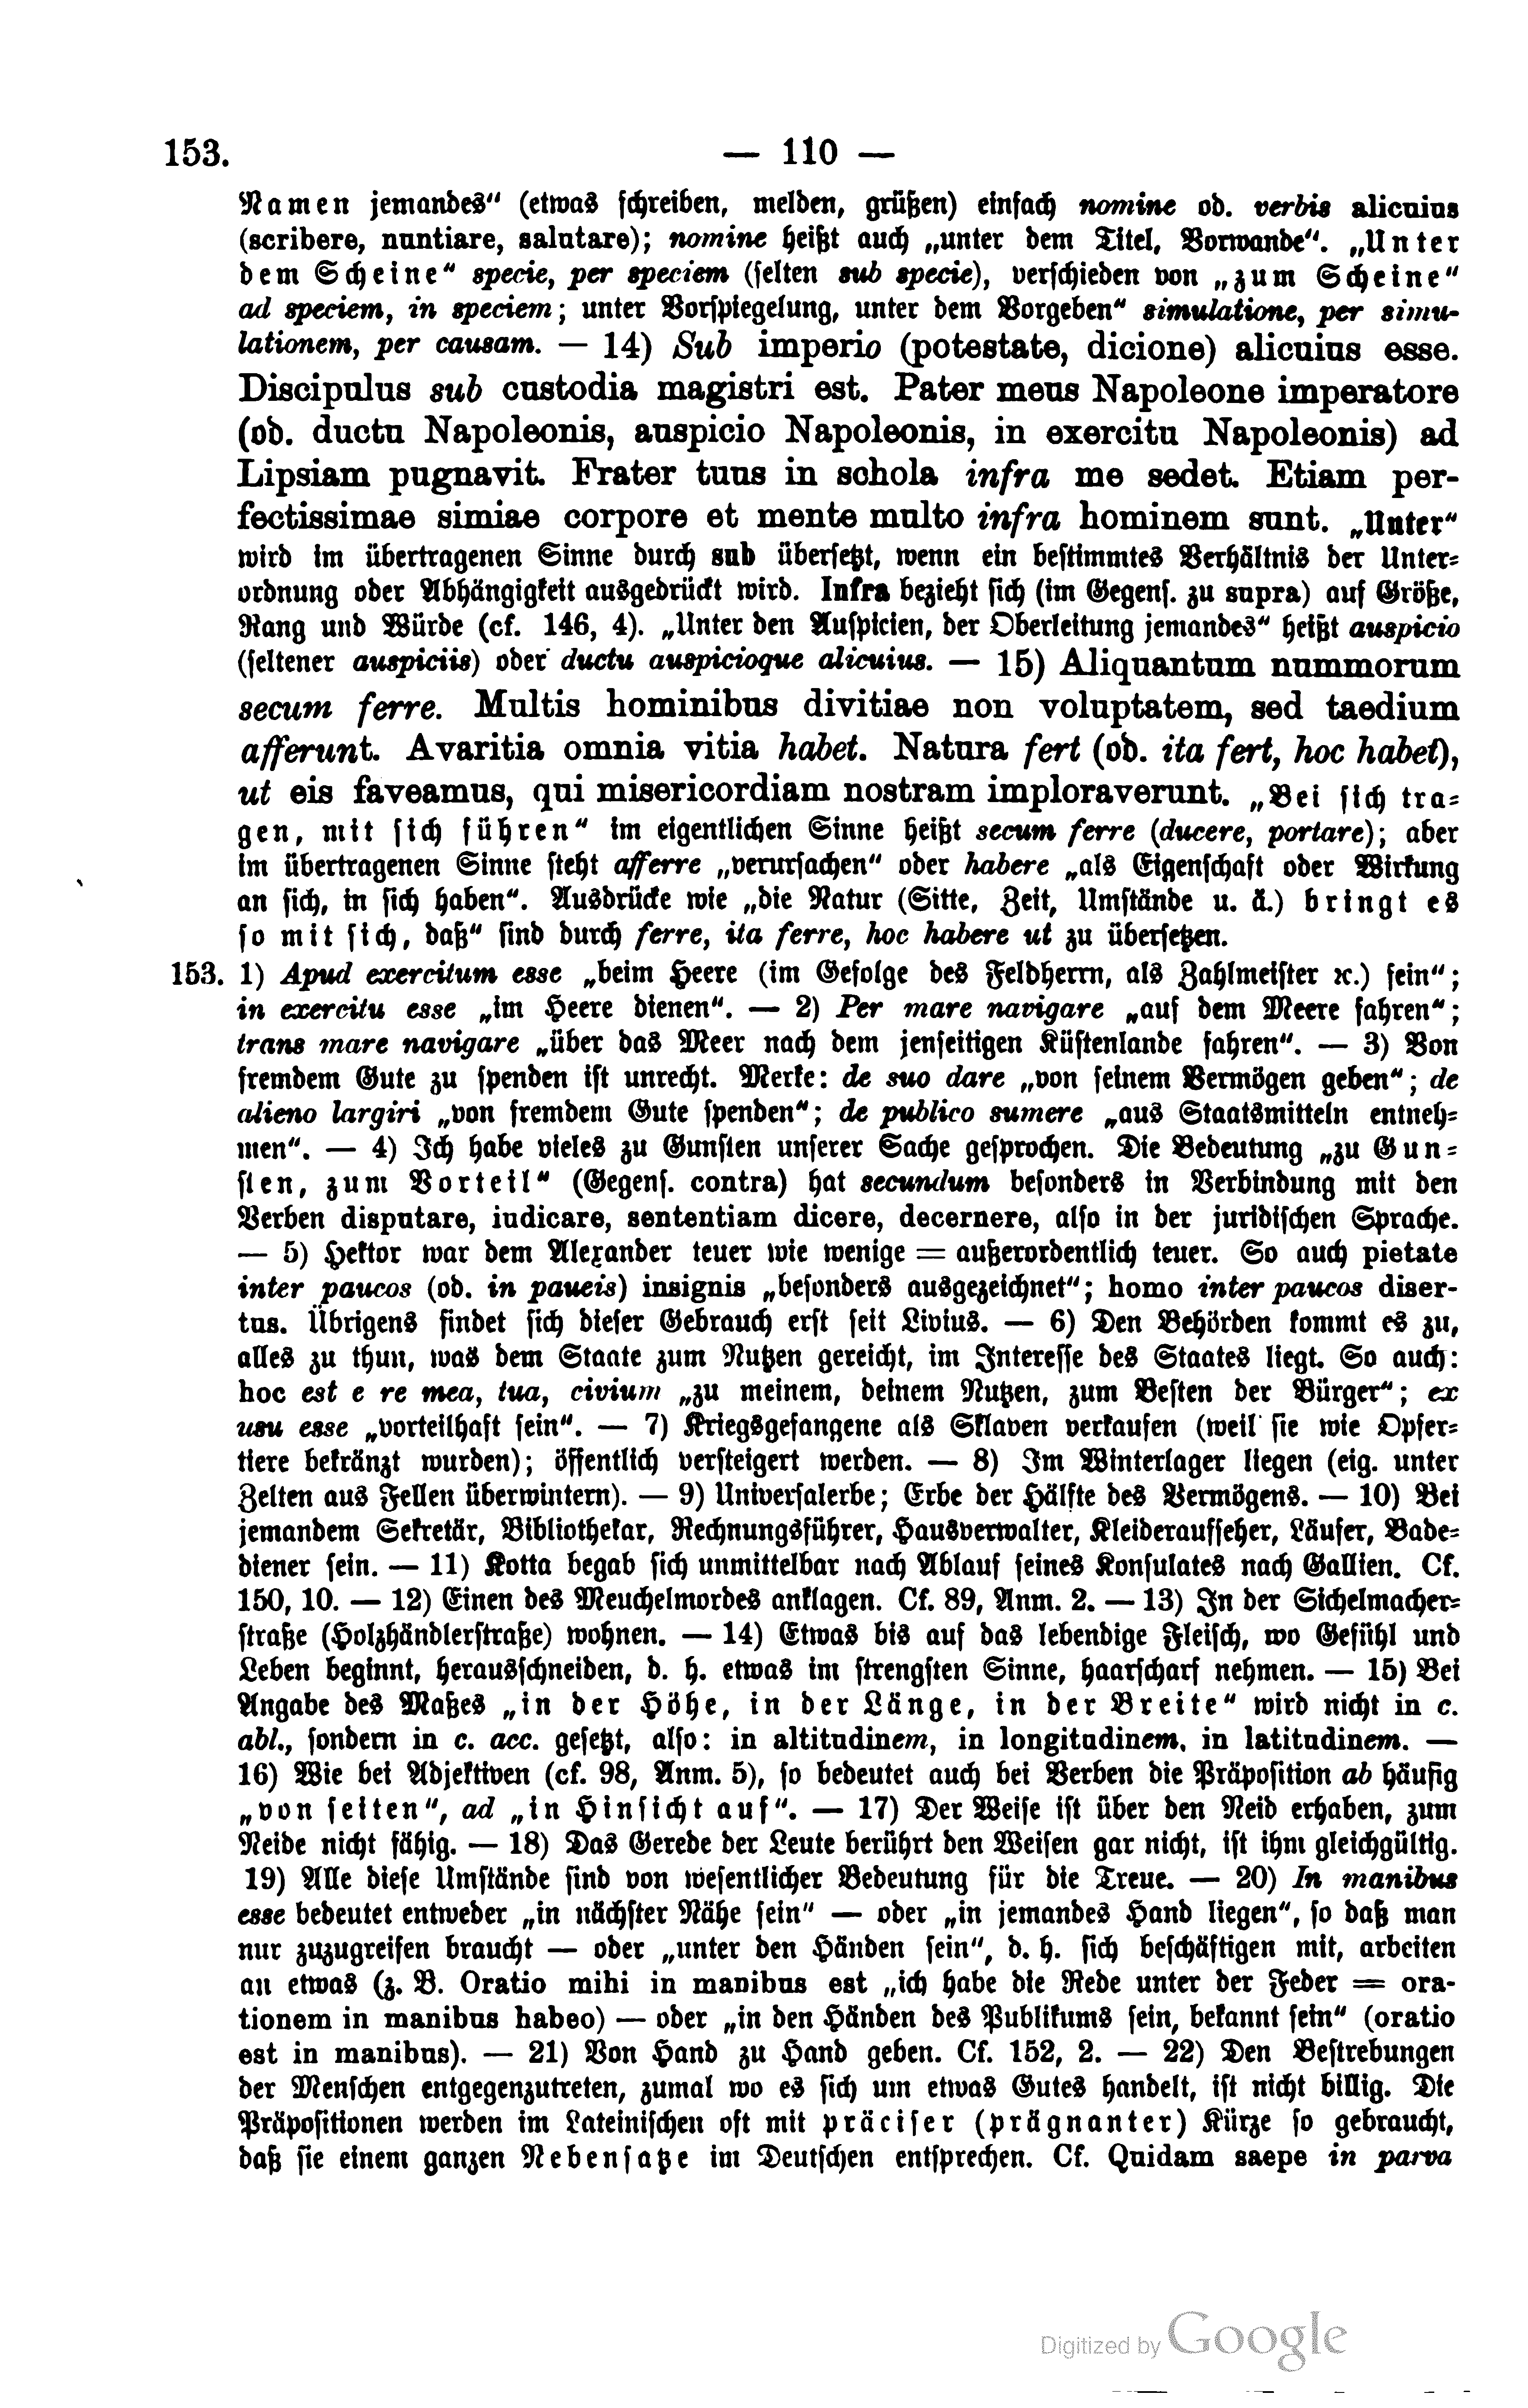 153. — 110 —
Namen jemandes“ (etwas schreiben, melden, grüßen) einfach nomine od. verbis alicuius
(scribere, nuntiare, salutare); nomine heißt auch „unter dem Titel, Vorwande“. „Unter
dem Scheine“ specie, per speciem (selten sub specie), verschieden von „zum Scheine“
ad speciem, in speciem; unter Vorspiegelung, unter dem Vorgeben“ simulatione, per simu-
lationem, per causam. — 14) Sub imperio (potestate, dicione) alicuius esse.
Discipulus sub custodia magistri est. Pater meus Napoleone imperatore
(od. ductu Napoleonis, auspicio Napoleonis, in exercitu Napoleonis) ad
Lipsiam pugnavit. Frater tuus in schola infra me sedet. Etiam per-
fectissimae simiae corpore et mente multo infra hominem sunt. „Unter“
wird im übertragenen Sinne durch sub übersetzt, wenn ein bestimmtes Verhältnis der Unter-
ordnung oder Abhängigkeit ausgedrückt wird. Infra bezieht sich (im Gegens. zu supra) auf Größe,
Rang und Würde (cf. 146, 4). „Unter den Auspicien, der Oberleitung jemandes“ heißt auspicio
(seltener auspiciis) oder ductu auspicioque alicuius. — 15) Aliquantum nummorum
secum ferre. Multis hominibus divitiae non voluptatem, sed taedium
afferunt. Avaritia omnia vitia habet. Natura fert (od. ita fert, hoc habet),
ut eis faveamus, qui misericordiam nostram imploraverunt. „Bei sich tra-
gen, mit sich führen“ im eigentlichen Sinne heißt secum ferre (ducere, portare); aber
im übertragenen Sinne steht afferre „verursachen“ oder habere „als Eigenschaft oder Wirkung
an sich, in sich haben“. Ausdrücke wie „die Natur (Sitte, Zeit, Umstände u. ä.) bringt es
so mit sich, daß“ sind durch ferre, ita ferre, hoc habere ut zu übersetzen.
153. 1) Apud exercitum esse „beim Heere (im Gefolge des Feldherrn, als Zahlmeister ꝛc.) sein“;
in exercitu esse „im Heere dienen“. — 2) Per mare navigare „auf dem Meere fahren“;
trans mare navigare „über das Meer nach dem jenseitigen Küstenlande fahren“. — 3) Von
fremdem Gute zu spenden ist unrecht. Merke: de suo dare „von seinem Vermögen geben“; de
alieno largiri „von fremdem Gute spenden“; de publico sumere „aus Staatsmitteln entneh-
men“. — 4) Ich habe vieles zu Gunsten unserer Sache gesprochen. Die Bedeutung „zu Gun-
sten, zum Vorteil“ (Gegens. contra) hat secundum besonders in Verbindung mit den
Verben disputare, iudicare, sententiam dicere, decernere, also in der juridischen Sprache.
— 5) Hektor war dem Alexander teuer wie wenige = außerordentlich teuer. So auch pietate
inter paucos (od. in paucis) insignis „besonders ausgezeichnet“; homo inter paucos diser-
tus. Übrigens findet sich dieser Gebrauch erst seit Livius. — 6) Den Behörden kommt es zu,
alles zu thun, was dem Staate zum Nutzen gereicht, im Interesse des Staates liegt. So auch:
hoc est e re mea, tua, civium „zu meinem, deinem Nutzen, zum Besten der Bürger“; ex
usu esse „vorteilhaft sein“. — 7) Kriegsgefangene als Sklaven verkaufen (weil sie wie Opfer-
tiere bekränzt wurden); öffentlich versteigert werden. — 8) Im Winterlager liegen (eig. unter
Zelten aus Fellen überwintern). — 9) Universalerbe; Erbe der Hälfte des Vermögens. — 10) Bei
jemandem Sekretär, Bibliothekar, Rechnungsführer, Hausverwalter, Kleideraufseher, Läufer, Bade-
diener sein. — 11) Kotta begab sich unmittelbar nach Ablauf seines Konsulates nach Gallien. Cf.
150, 10. — 12) Einen des Meuchelmordes anklagen. Cf. 89, Anm. 2. — 13) In der Sichelmacher-
straße (Holzhändlerstraße) wohnen. — 14) Etwas bis auf das lebendige Fleisch, wo Gefühl und
Leben beginnt, herausschneiden, d. h. etwas im strengsten Sinne, haarscharf nehmen. — 15) Bei
Angabe des Maßes „in der Höhe, in der Länge, in der Breite“ wird nicht in c.
abl., sondern in c. acc. gesetzt, also: in altitudinem, in longitudinem, in latitudinem. —
16) Wie bei Adjektiven (cf. 98, Anm. 5), so bedeutet auch bei Verben die Präposition ab häufig
„von seiten“, ad „in Hinsicht auf“. — 17) Der Weise ist über den Neid erhaben, zum
Neide nicht fähig. — 18) Das Gerede der Leute berührt den Weisen gar nicht, ist ihm gleichgültig.
19) Alle diese Umstände sind von wesentlicher Bedeutung für die Treue. — 20) In manibus
esse bedeutet entweder „in nächster Nähe sein“ — oder „in jemandes Hand liegen“, so daß man
nur zuzugreifen braucht — oder „unter den Händen sein“, d. h. sich beschäftigen mit, arbeiten
an etwas (z. B. Oratio mihi in manibus est „ich habe die Rede unter der Feder = ora-
tionem in manibus habeo) — oder „in den Händen des Publikums sein, bekannt sein“ (oratio
est in manibus). — 21) Von Hand zu Hand geben. Cf. 152, 2. — 22) Den Bestrebungen
der Menschen entgegenzutreten, zumal wo es sich um etwas Gutes handelt, ist nicht billig. Die
Präpositionen werden im Lateinischen oft mit präciser (prägnanter) Kürze so gebraucht,
daß sie einem ganzen Nebensatze im Deutschen entsprechen. Cf. Quidam saepe in parva
Digitized by Google